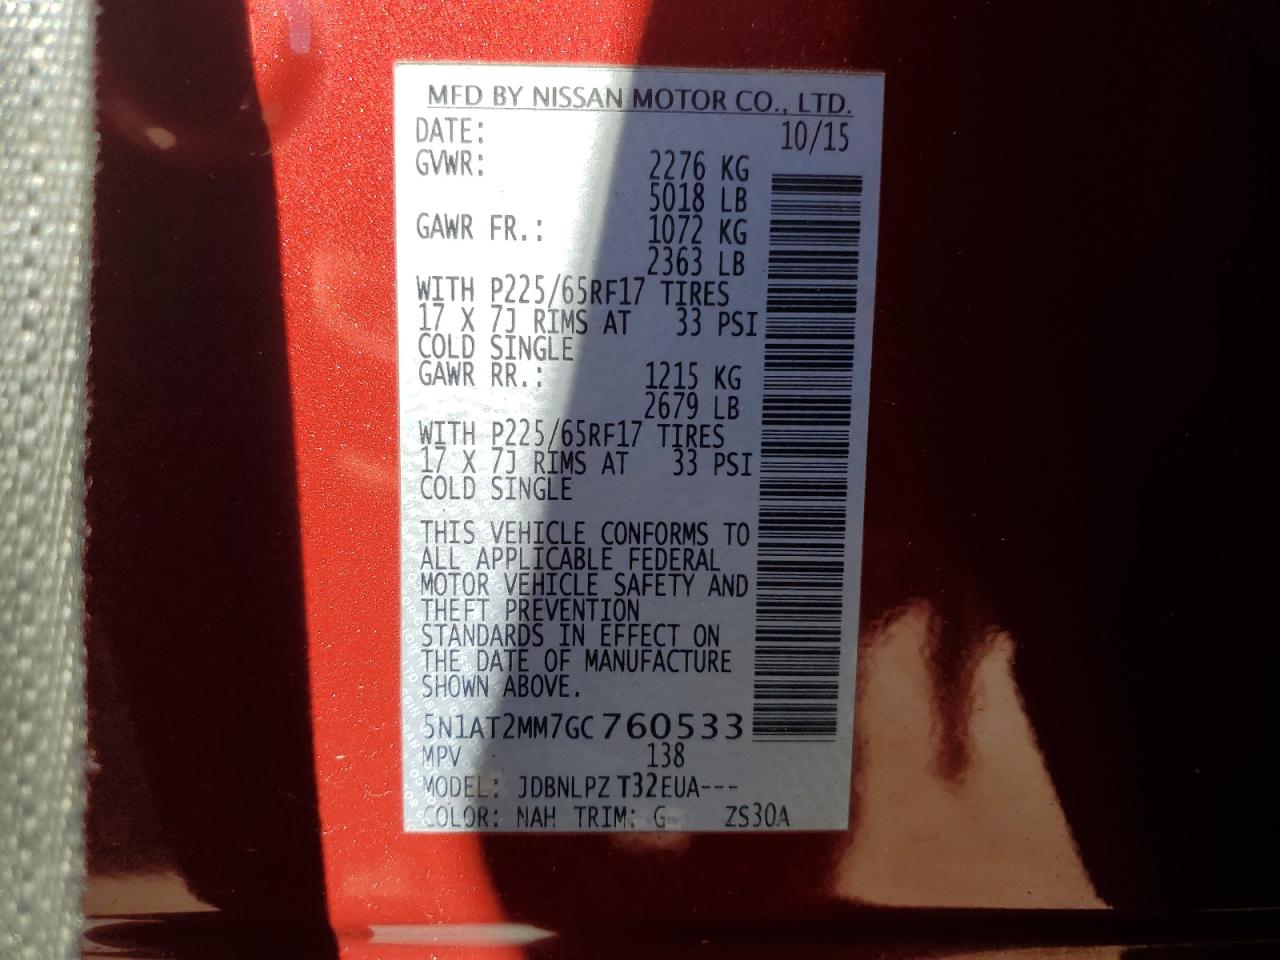 MFD BY NISSAN MOTOR CO., LTD.
DATE: 10/15
GVWR: 2276 KG
5018 LB
GAWR FR.: 1072 KG
2363 LB
WITH P225/65RF17 TIRES
17 X 7J RIMS AT 33 PSI
COLD SINGLE
GAWR RR.: 1215 KG
2679 LB
WITH P225/65RF17 TIRES
17 X 7J RIMS AT 33 PSI
COLD SINGLE
THIS VEHICLE CONFORMS TO
ALL APPLICABLE FEDERAL
MOTOR VEHICLE SAFETY AND
THEFT PREVENTION
STANDARDS IN EFFECT ON
THE DATE OF MANUFACTURE
SHOWN ABOVE.
5N1AT2MM7GC760533
MPV 138
MODEL: JDBNLPZ T32EUA---
COLOR: NAH TRIM: G ZS30A